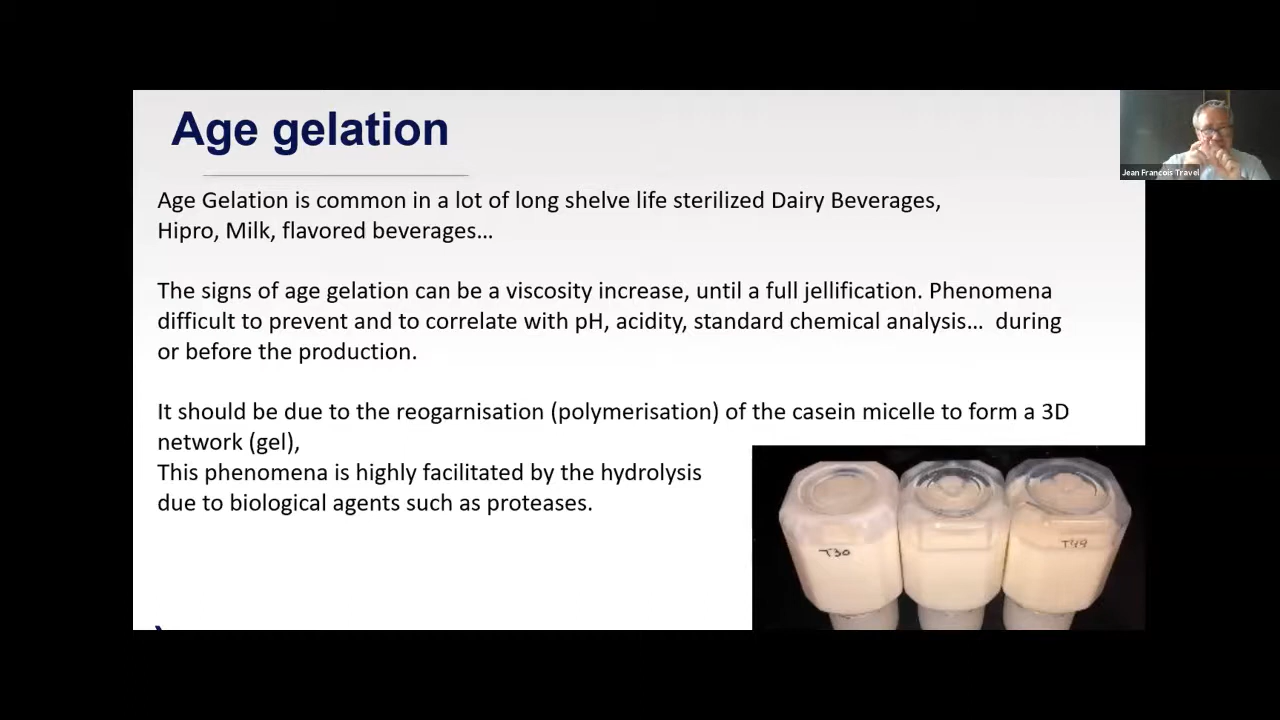 Age gelation
Jean Francois Travel
Age Gelation is common in a lot of long shelve life sterilized Dairy Beverages,
Hipro, Milk, flavored beverages…
The signs of age gelation can be a viscosity increase, until a full jellification. Phenomena
difficult to prevent and to correlate with pH, acidity, standard chemical analysis… during
or before the production.
It should be due to the reogarnisation (polymerisation) of the casein micelle to form a 3D
network (gel),
This phenomena is highly facilitated by the hydrolysis
due to biological agents such as proteases.
T30